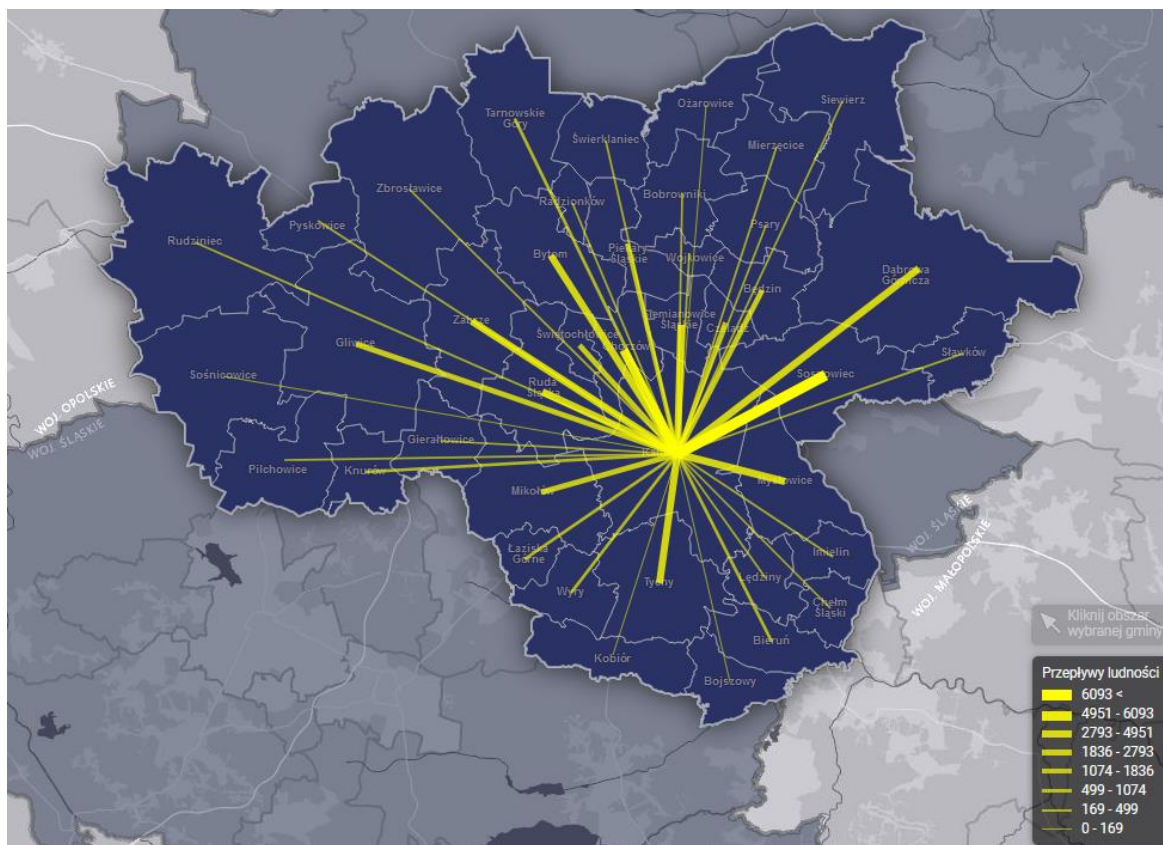 Tarnowskie
Góry
Ożarowice
Siewierz
Świerklaniec
Mierzęcice
Zbrosławice
Radzionków
Bobrowniki
Pyskowice
Psary
Rudziniec
Bytom
Piekary
Śląskie
Wojkowice
Dąbrowa
Górnicza
Będzin
Zabrze
Siemianowice
Śląskie
Czeladź
Świętochłowice
Chorzów
Gliwice
Sławków
Sośnicowice
Ruda
Śląska
Sosnowiec
WOJ. OPOLSKIE
WOJ. ŚLĄSKIE
Gierałtowice
Pilchowice
Knurów
Mikołów
Mysłowice
Łaziska
Górne
Imielin
WOJ. ŚLĄSKIE
WOJ. MAŁOPOLSKIE
Wyry
Tychy
Lędziny
Chełm
Śląski
Bieruń
Kobiór
Bojszowy
Kliknij obszar
wybranej gminy
Przepływy ludności
6093 <
4951 - 6093
2793 - 4951
1836 - 2793
1074 - 1836
499 - 1074
169 - 499
0 - 169